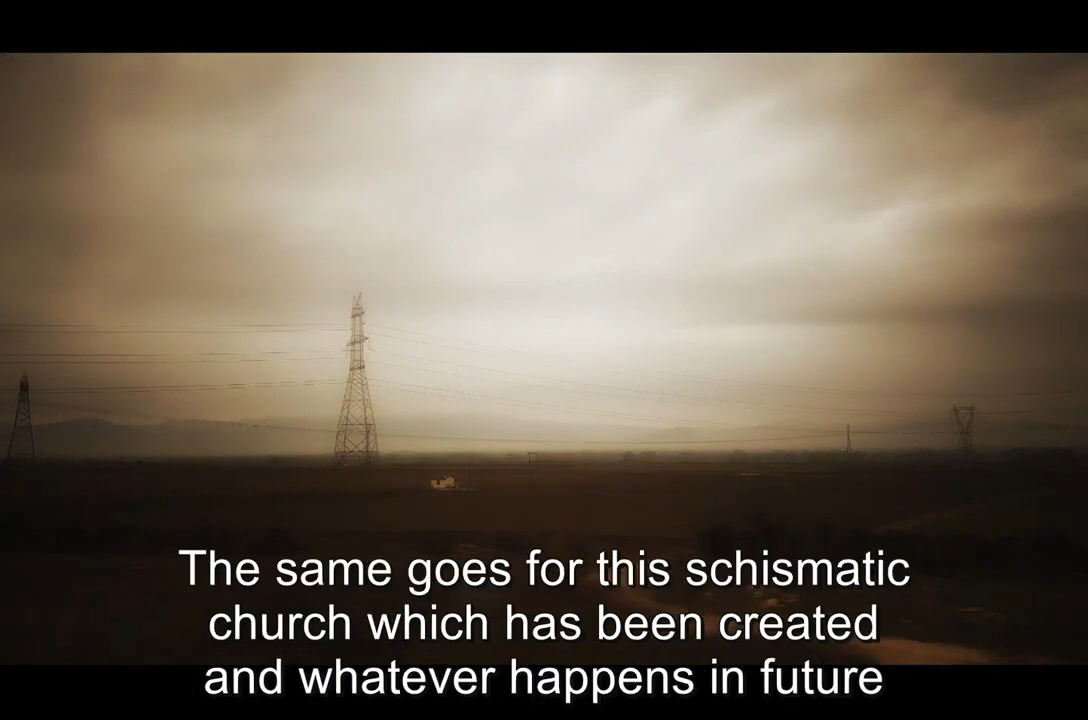 The same goes for this schismatic
church which has been created
and whatever happens in future